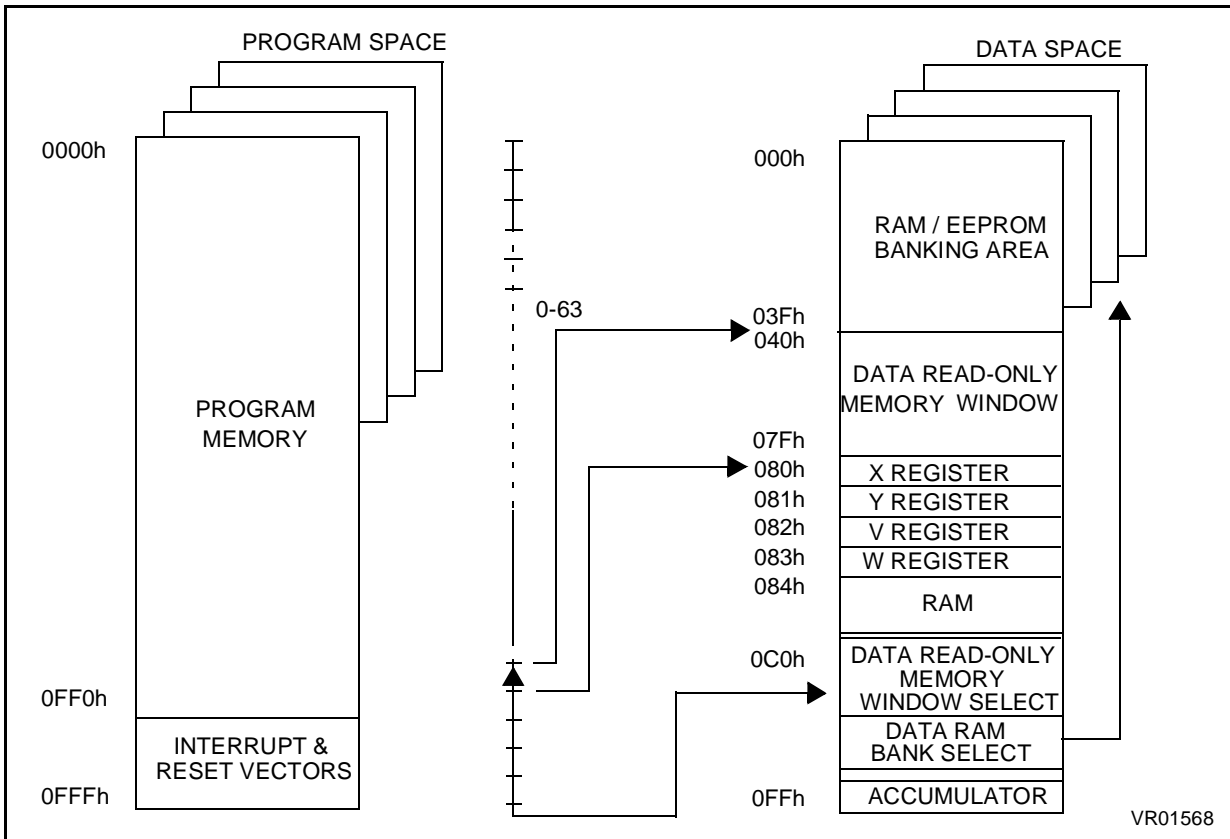 PROGRAM SPACE
0000h
PROGRAM
MEMORY
0FF0h
INTERRUPT &
RESET VECTORS
0FFFh
0-63
DATA SPACE
000h
RAM / EEPROM
BANKING AREA
03Fh
040h
DATA READ-ONLY
MEMORY WINDOW
07Fh
080h
X REGISTER
081h
Y REGISTER
082h
V REGISTER
083h
W REGISTER
084h
RAM
0C0h
DATA READ-ONLY
MEMORY
WINDOW SELECT
DATA RAM
BANK SELECT
0FFh
ACCUMULATOR
VR01568